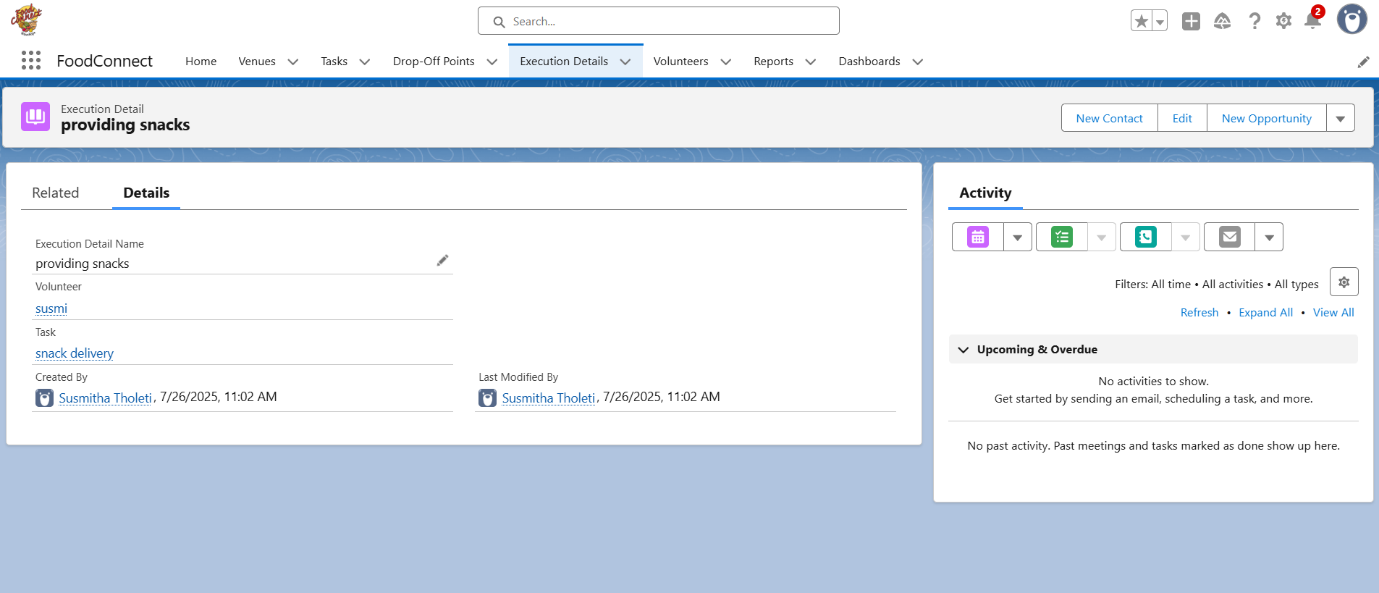 Food
Connect
Search...
2
FoodConnect
Home
Venues
Tasks
Drop-Off Points
Execution Details
Volunteers
Reports
Dashboards
Execution Detail
providing snacks
New Contact
Edit
New Opportunity
Related
Details
Execution Detail Name
providing snacks
Volunteer
susmi
Task
snack delivery
Created By
Last Modified By
Smitha Tholeti, 7/26/2025, 11:02 AM
Susmitha Tholeti, 7/26/2025, 11:02 AM
Activity
Filters: All time • All activities • All types
Refresh • Expand All • View All
Upcoming & Overdue
No activities to show.
Get started by sending an email, scheduling a task, and more.
No past activity. Past meetings and tasks marked as done show up here.